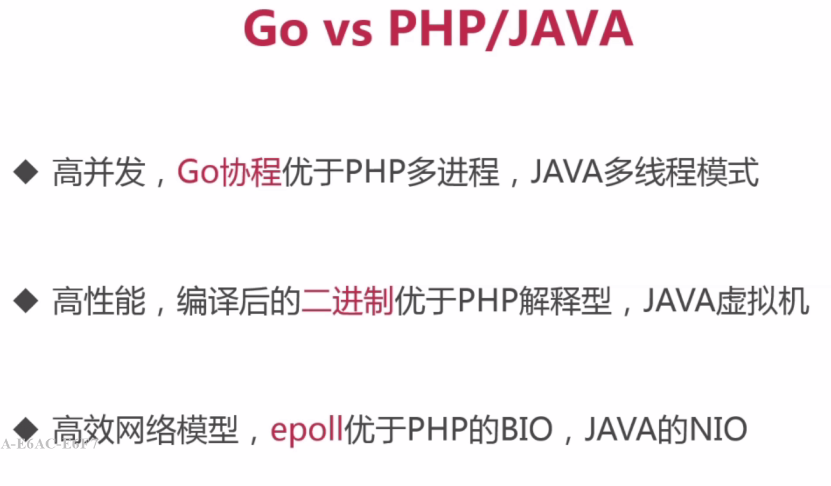 Go vs PHP/JAVA
◆ 高并发，Go协程优于PHP多进程，JAVA多线程模式
◆ 高性能，编译后的二进制优于PHP解释型，JAVA虚拟机
◆ 高效网络模型，epoll优于PHP的BIO，JAVA的NIO